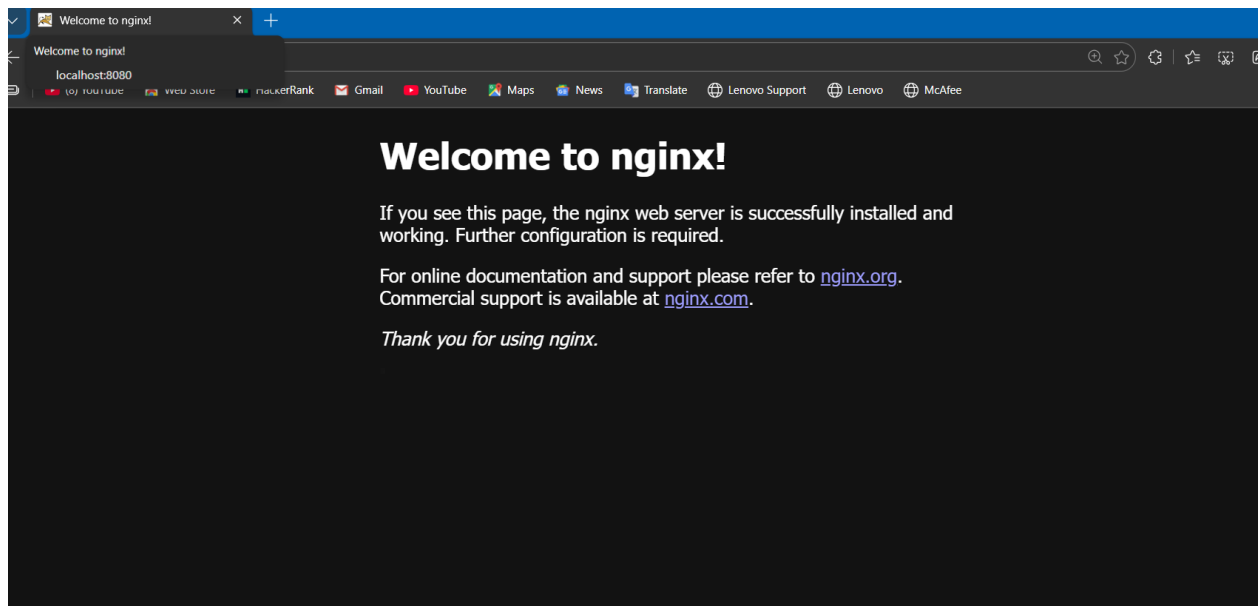 Welcome to nginx!
Welcome to nginx!
localhost:8080
(8) YouTube Web Store HackerRank Gmail YouTube Maps News Translate Lenovo Support Lenovo McAfee
Welcome to nginx!
If you see this page, the nginx web server is successfully installed and
working. Further configuration is required.
For online documentation and support please refer to nginx.org.
Commercial support is available at nginx.com.
Thank you for using nginx.